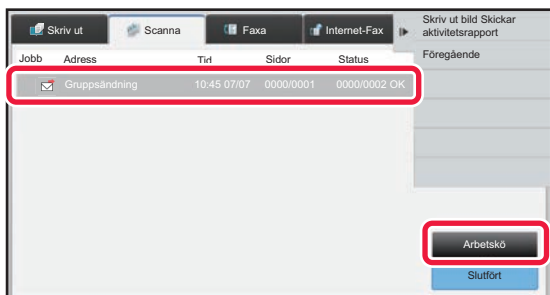 Skriv ut
Scanna
Faxa
Internet-Fax
Skriv ut bild Skickar
aktivitetsrapport
Föregående
Jobb Adress Tid Sidor Status
Gruppsändning 10:45 07/07 0000/0001 0000/0002 OK
Arbetskö
Slutfört